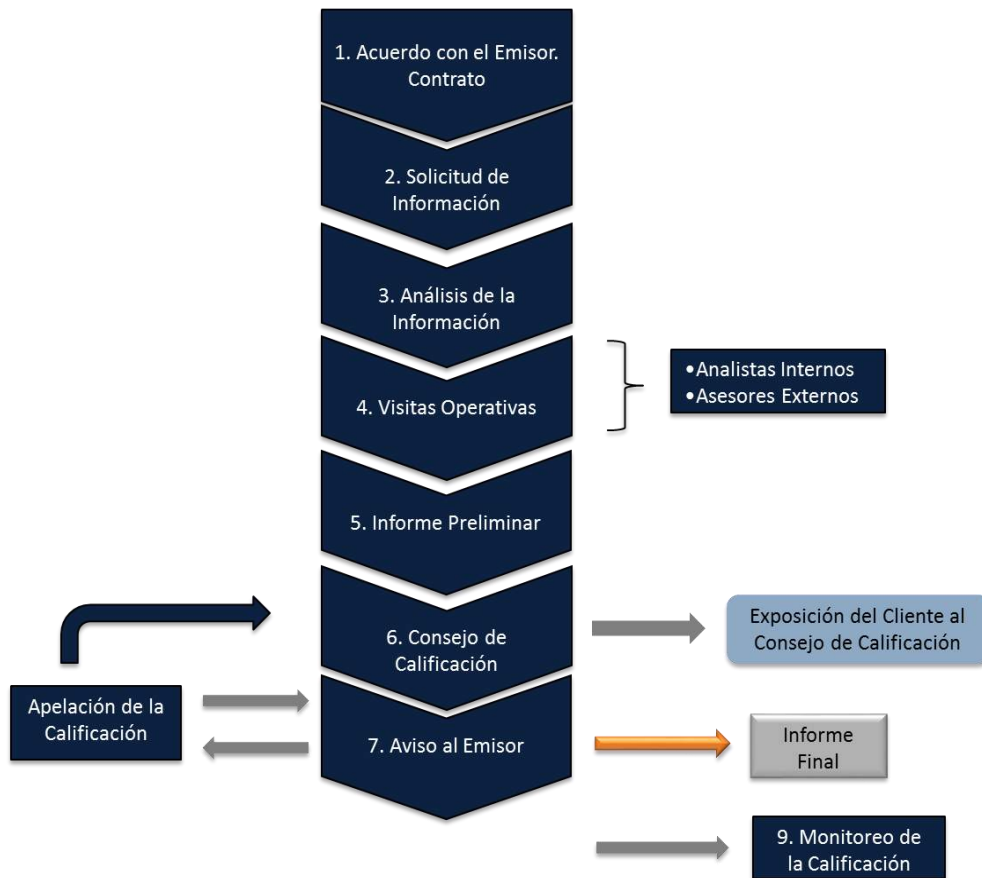 1. Acuerdo con el Emisor.
Contrato
2. Solicitud de
Información
3. Análisis de la
Información
•Analistas Internos
•Asesores Externos
4. Visitas Operativas
5. Informe Preliminar
6. Consejo de
Calificación
Exposición del Cliente al
Consejo de Calificación
Apelación de la
Calificación
7. Aviso al Emisor
Informe
Final
9. Monitoreo de
la Calificación